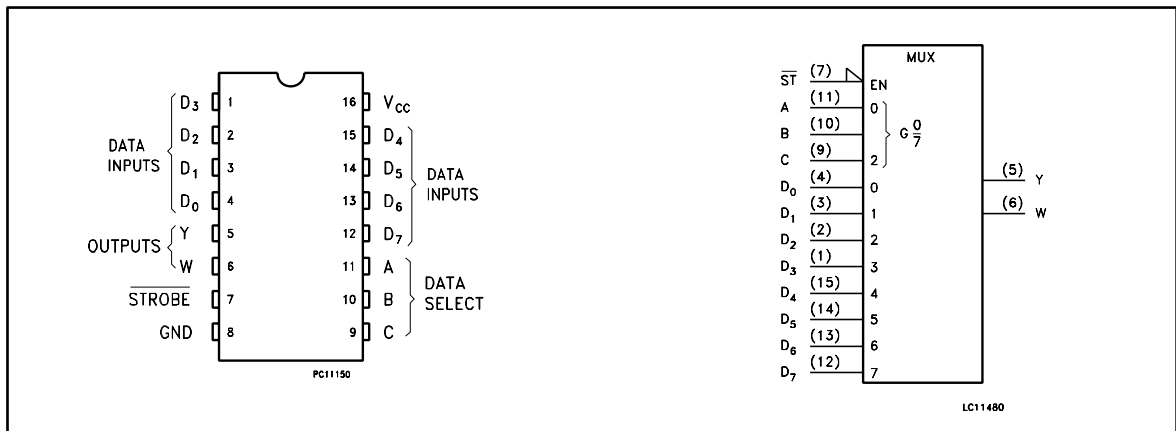 D3 1 16 VCC
D2 2 15 D4
DATA INPUTS
D1 3 14 D5
DATA INPUTS
D0 4 13 D6
Y 5 12 D7
OUTPUTS
W 6 11 A
STROBE 7 10 B
DATA SELECT
GND 8 9 C
PC11150
MUX
ST (7) EN
A (11) 0
B (10) G 0/7
C (9) 2
D0 (4) 0
(5) Y
D1 (3) 1
(6) W
D2 (2) 2
D3 (1) 3
D4 (15) 4
D5 (14) 5
D6 (13) 6
D7 (12) 7
LC11480